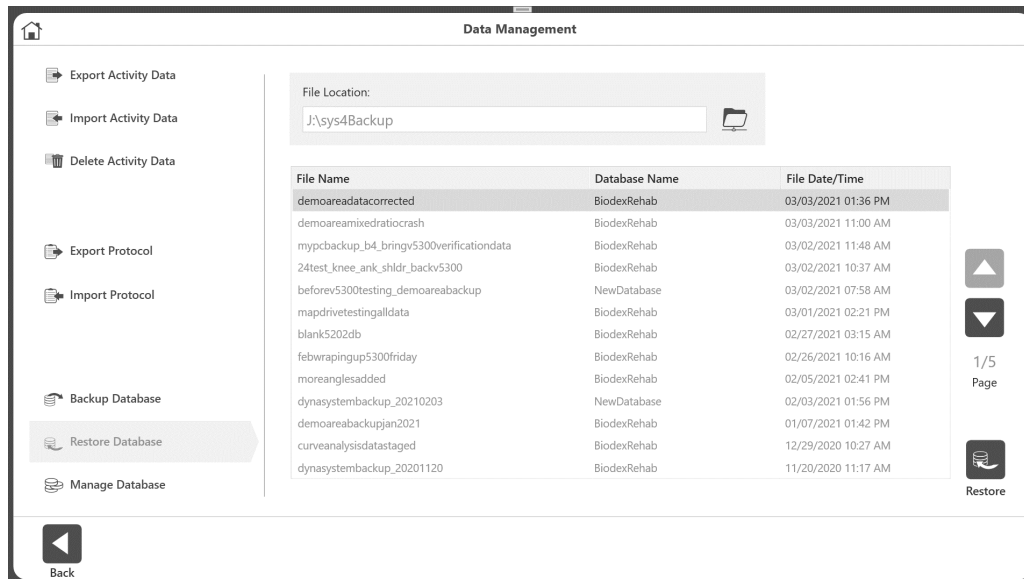 Data Management
Export Activity Data
Import Activity Data
Delete Activity Data
Export Protocol
Import Protocol
Backup Database
Restore Database
Manage Database
File Location:
J:\sys4Backup
File Name Database Name File Date/Time
demoareadatacorrected BiodexRehab 03/03/2021 01:36 PM
demoareamixedratiocrash BiodexRehab 03/03/2021 11:00 AM
mypcbackup_b4_bringv5300verificationdata BiodexRehab 03/02/2021 11:48 AM
24test_knee_ank_shldr_backv5300 BiodexRehab 03/02/2021 10:37 AM
beforev5300testing_demoareabackup NewDatabase 03/02/2021 07:58 AM
mapdrivetestingalldata BiodexRehab 03/01/2021 02:21 PM
blank5202db BiodexRehab 02/27/2021 03:15 AM
febwrapingup5300friday BiodexRehab 02/26/2021 10:16 AM
moreanglesadded BiodexRehab 02/05/2021 02:41 PM
dynasystembackup_20210203 NewDatabase 02/03/2021 01:56 PM
demoareabackupjan2021 BiodexRehab 01/07/2021 01:42 PM
curveanalysisdatastaged BiodexRehab 12/29/2020 10:27 AM
dynasystembackup_20201120 BiodexRehab 11/20/2020 11:17 AM
1/5
Page
Restore
Back